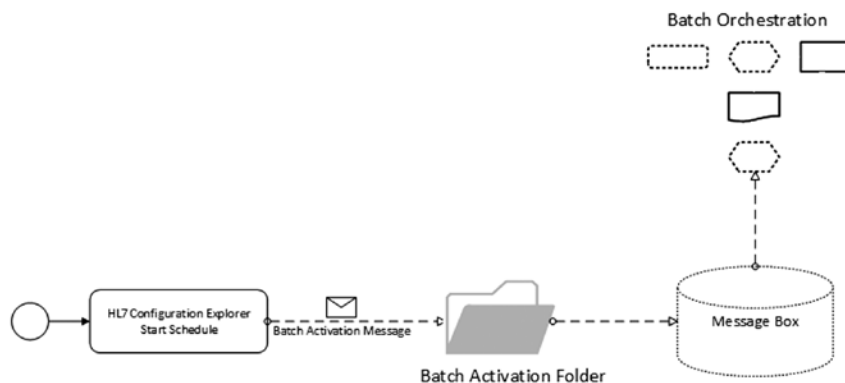 Batch Orchestration
HL7 Configuration Explorer
Start Schedule
Batch Activation Message
Message Box
Batch Activation Folder